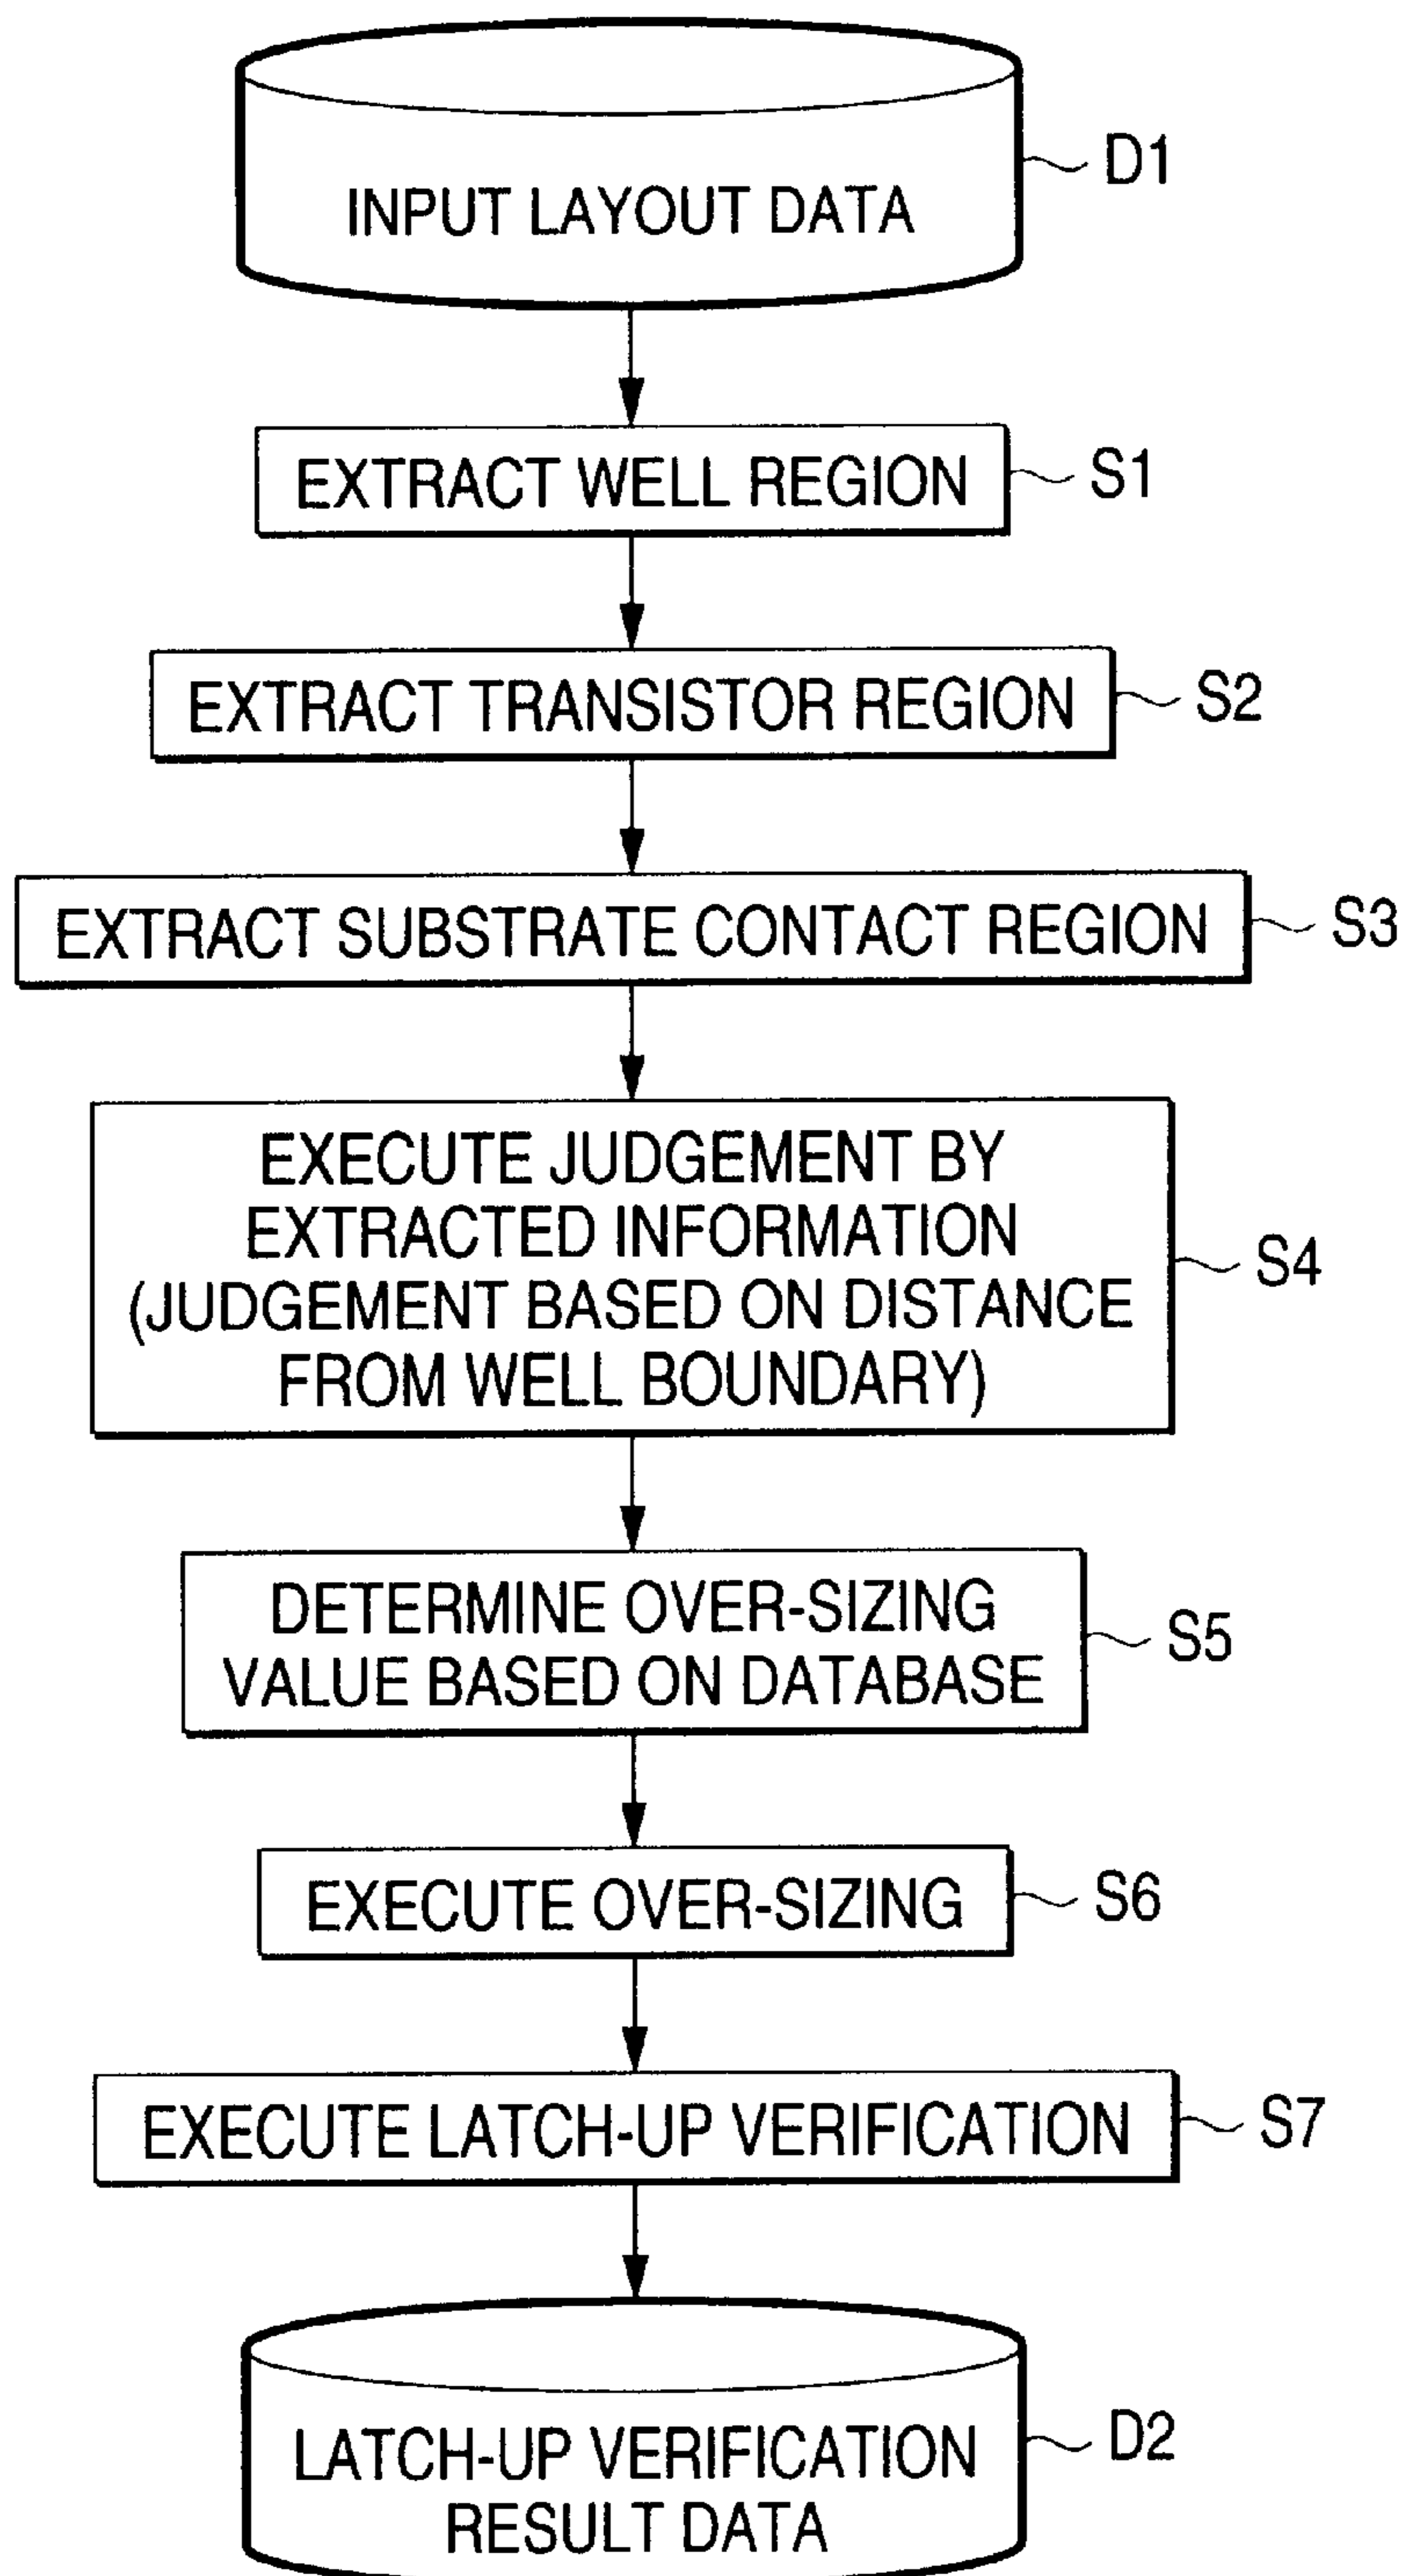 INPUT LAYOUT DATA
D1
EXTRACT WELL REGION
S1
EXTRACT TRANSISTOR REGION
S2
EXTRACT SUBSTRATE CONTACT REGION
S3
EXECUTE JUDGEMENT BY
EXTRACTED INFORMATION
(JUDGEMENT BASED ON DISTANCE
FROM WELL BOUNDARY)
S4
DETERMINE OVER-SIZING
VALUE BASED ON DATABASE
S5
EXECUTE OVER-SIZING
S6
EXECUTE LATCH-UP VERIFICATION
S7
LATCH-UP VERIFICATION
RESULT DATA
D2